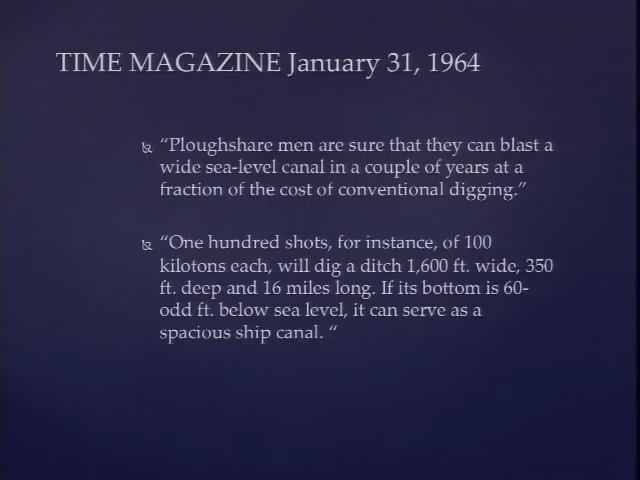 TIME MAGAZINE January 31, 1964
“Ploughshare men are sure that they can blast a
wide sea-level canal in a couple of years at a
fraction of the cost of conventional digging.”
“One hundred shots, for instance, of 100
kilotons each, will dig a ditch 1,600 ft. wide, 350
ft. deep and 16 miles long. If its bottom is 60-
odd ft. below sea level, it can serve as a
spacious ship canal. “